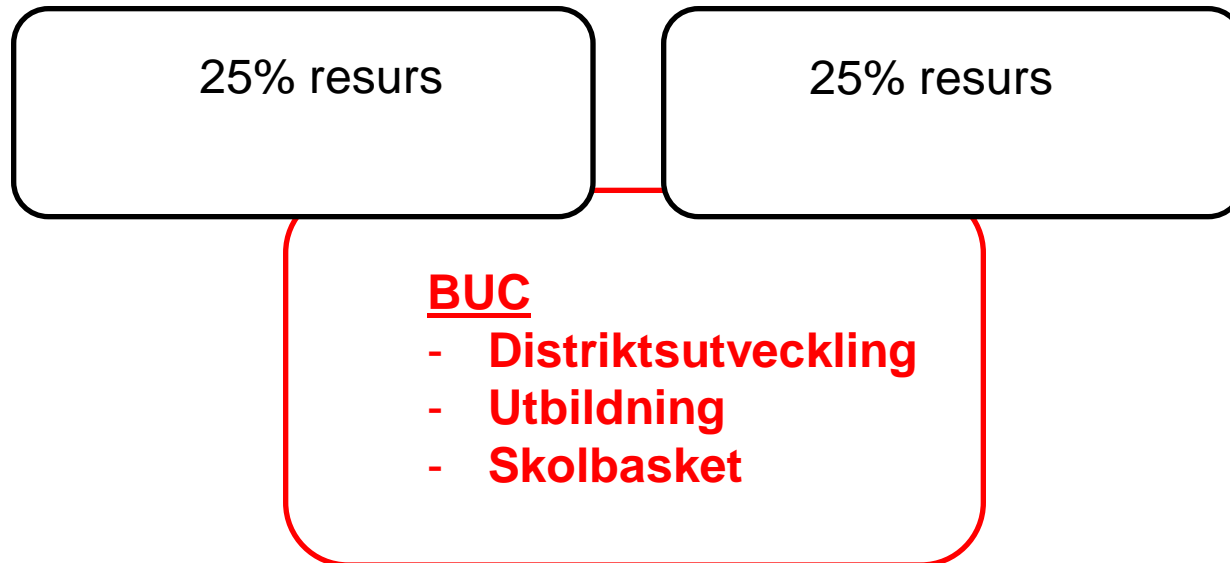 25% resurs
25% resurs
BUC
- Distriktsutveckling
- Utbildning
- Skolbasket